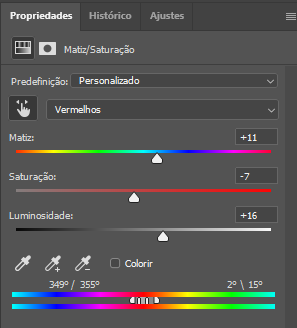 Propriedades Histórico Ajustes
Matiz/Saturação
Predefinição: Personalizado
Vermelhos
Matiz: +11
Saturação: -7
Luminosidade: +16
Colorir
349° / 355° 2° \ 15°